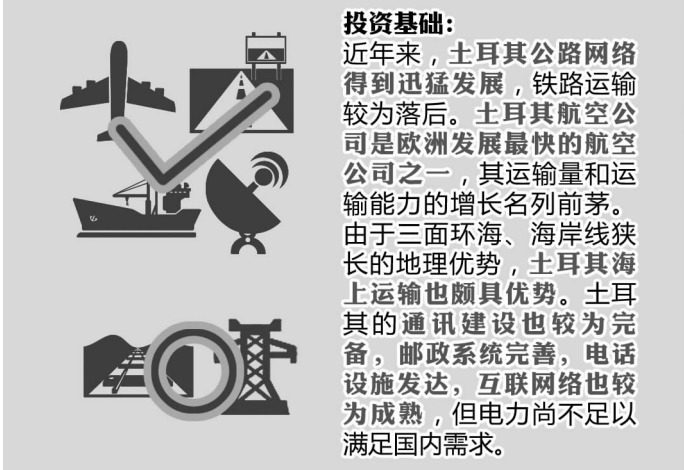 投资基础：
近年来，土耳其公路网络
得到迅猛发展，铁路运输
较为落后。土耳其航空公
司是欧洲发展最快的航空
公司之一，其运输量和运
输能力的增长名列前茅。
由于三面环海、海岸线狭
长的地理优势，土耳其海
上运输也颇具优势。土耳
其的通讯建设也较为完
备，邮政系统完善，电话
设施发达，互联网络也较
为成熟，但电力尚不足以
满足国内需求。